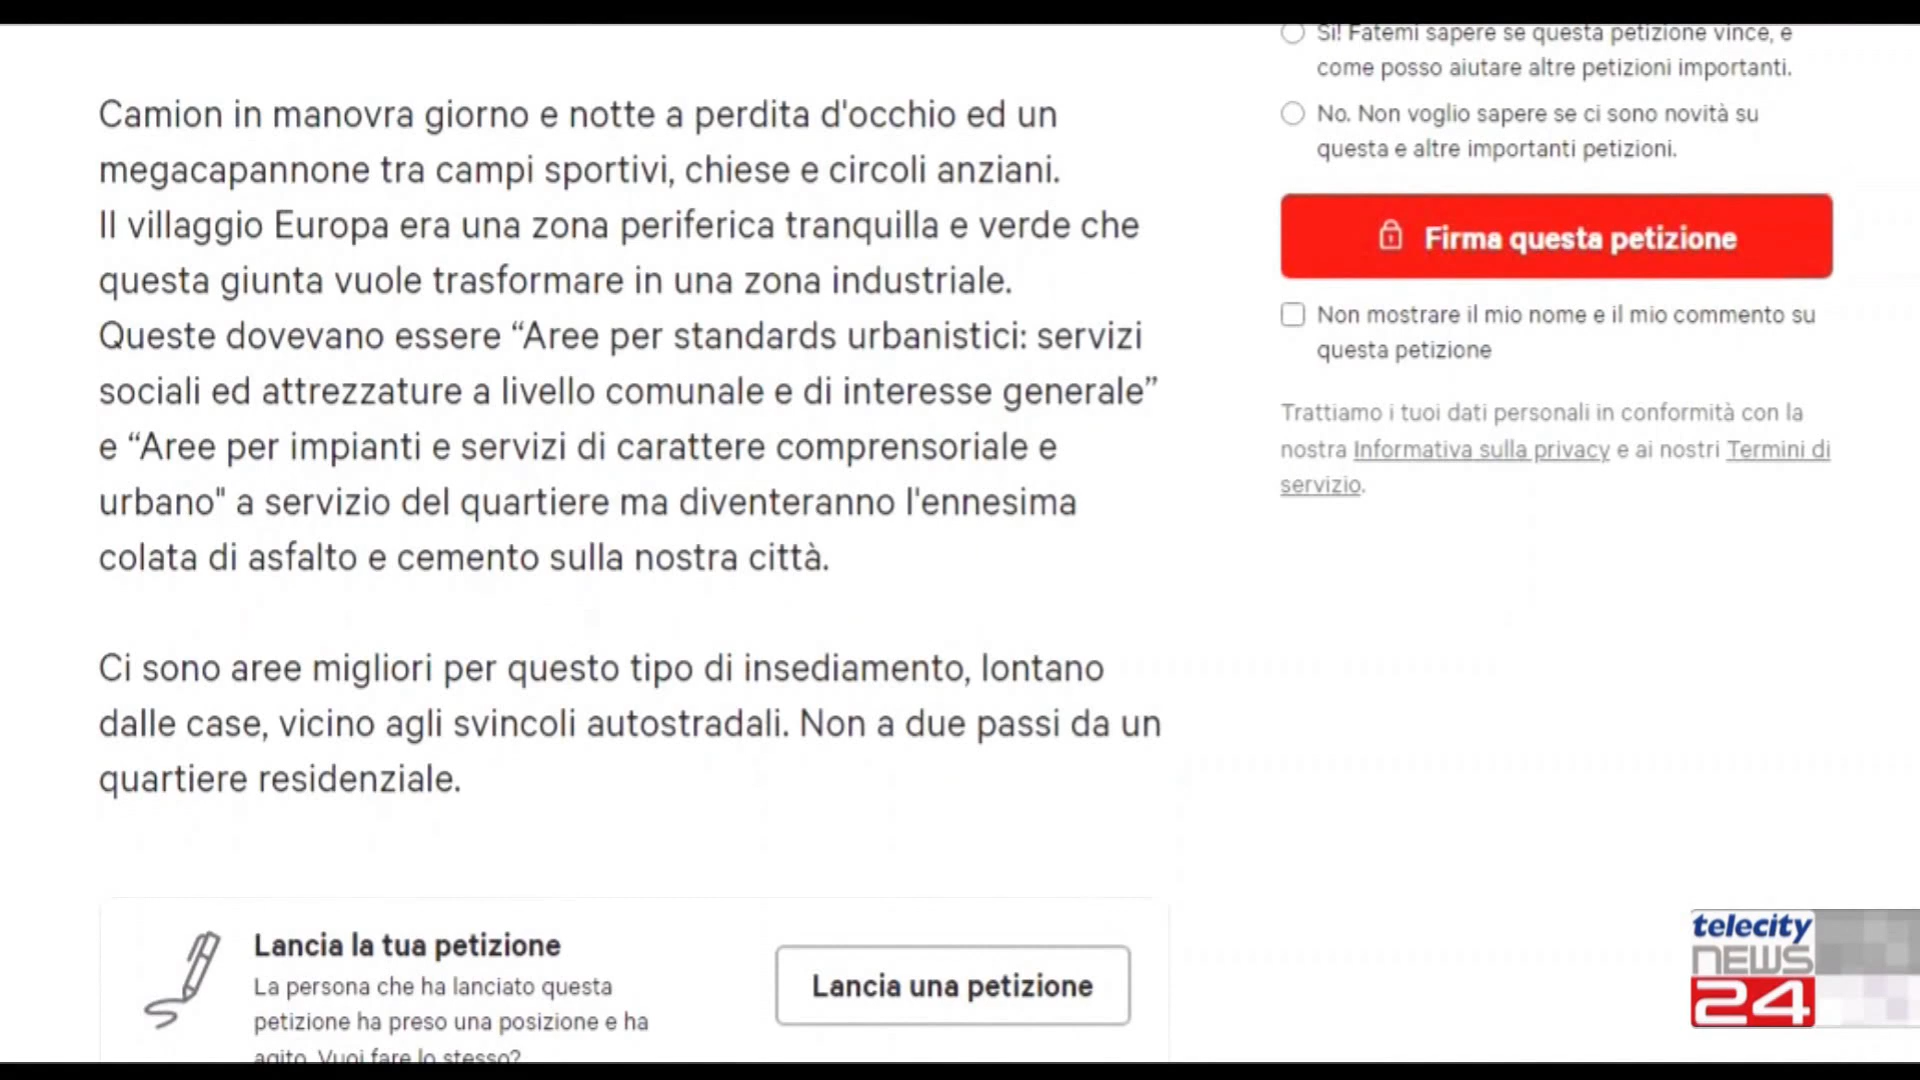 Camion in manovra giorno e notte a perdita d'occhio ed un
megacapannone tra campi sportivi, chiese e circoli anziani.
Il villaggio Europa era una zona periferica tranquilla e verde che
questa giunta vuole trasformare in una zona industriale.
Queste dovevano essere “Aree per standards urbanistici: servizi
sociali ed attrezzature a livello comunale e di interesse generale”
e “Aree per impianti e servizi di carattere comprensoriale e
urbano" a servizio del quartiere ma diventeranno l'ennesima
colata di asfalto e cemento sulla nostra città.
Ci sono aree migliori per questo tipo di insediamento, lontano
dalle case, vicino agli svincoli autostradali. Non a due passi da un
quartiere residenziale.
Lancia la tua petizione
La persona che ha lanciato questa
petizione ha preso una posizione e ha
agito. Vuoi fare lo stesso?
Lancia una petizione
Sì! Fatemi sapere se questa petizione vince, e
come posso aiutare altre petizioni importanti.
No. Non voglio sapere se ci sono novità su
questa e altre importanti petizioni.
Firma questa petizione
Non mostrare il mio nome e il mio commento su
questa petizione
Trattiamo i tuoi dati personali in conformità con la
nostra Informativa sulla privacy e ai nostri Termini di
servizio.
telecity
NEWS
24